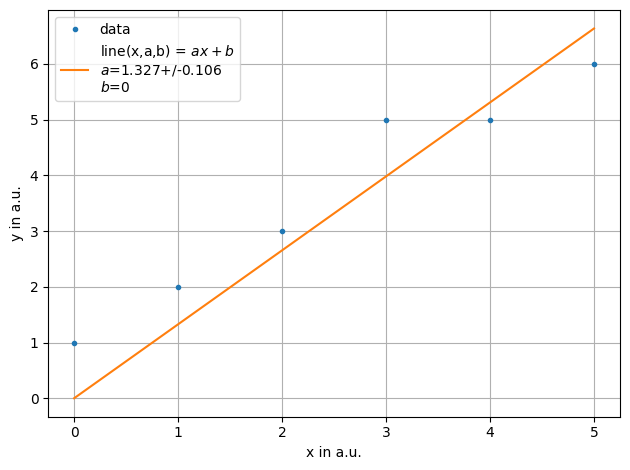 data
line(x,a,b) = ax + b
a=1.327+/-0.106
b=0
6
5
4
3
2
1
0
y in a.u.
0 1 2 3 4 5
x in a.u.